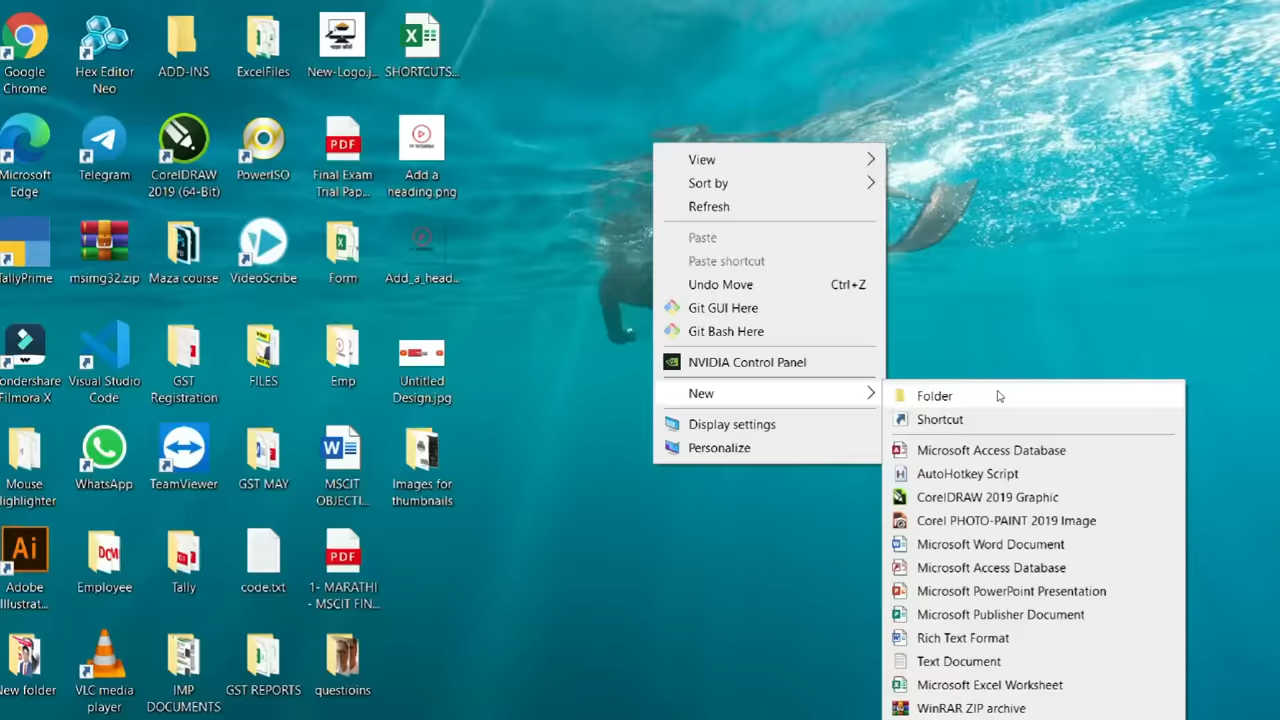 Google
Chrome
Hex Editor
Neo
ADD-INS
ExcelFiles
New-Logo.j...
SHORTCUTS...
Microsoft
Edge
Telegram
CorelDRAW
2019 (64-Bit)
PowerISO
PDF
Final Exam
Trial Pap...
Add a
heading.png
TallyPrime
msimg32.zip
Maza course
VideoScribe
Form
Add_a_head...
ondershare
Filmora X
Visual Studio
Code
GST
Registration
FILES
Emp
Untitled
Design.jpg
Mouse
ighlighter
WhatsApp
TeamViewer
GST MAY
MSCIT
OBJECTI...
Images for
thumbnails
Ai
Adobe
Illustrat...
Employee
Tally
code.txt
PDF
1- MARATHI
- MSCIT FIN...
New folder
VLC media
player
IMP
DOCUMENTS
GST REPORTS
questioins
View
Sort by
Refresh
Paste
Paste shortcut
Undo Move Ctrl+Z
Git GUI Here
Git Bash Here
NVIDIA Control Panel
New
Display settings
Personalize
Folder
Shortcut
Microsoft Access Database
AutoHotkey Script
CorelDRAW 2019 Graphic
Corel PHOTO-PAINT 2019 Image
Microsoft Word Document
Microsoft Access Database
Microsoft PowerPoint Presentation
Microsoft Publisher Document
Rich Text Format
Text Document
Microsoft Excel Worksheet
WinRAR ZIP archive